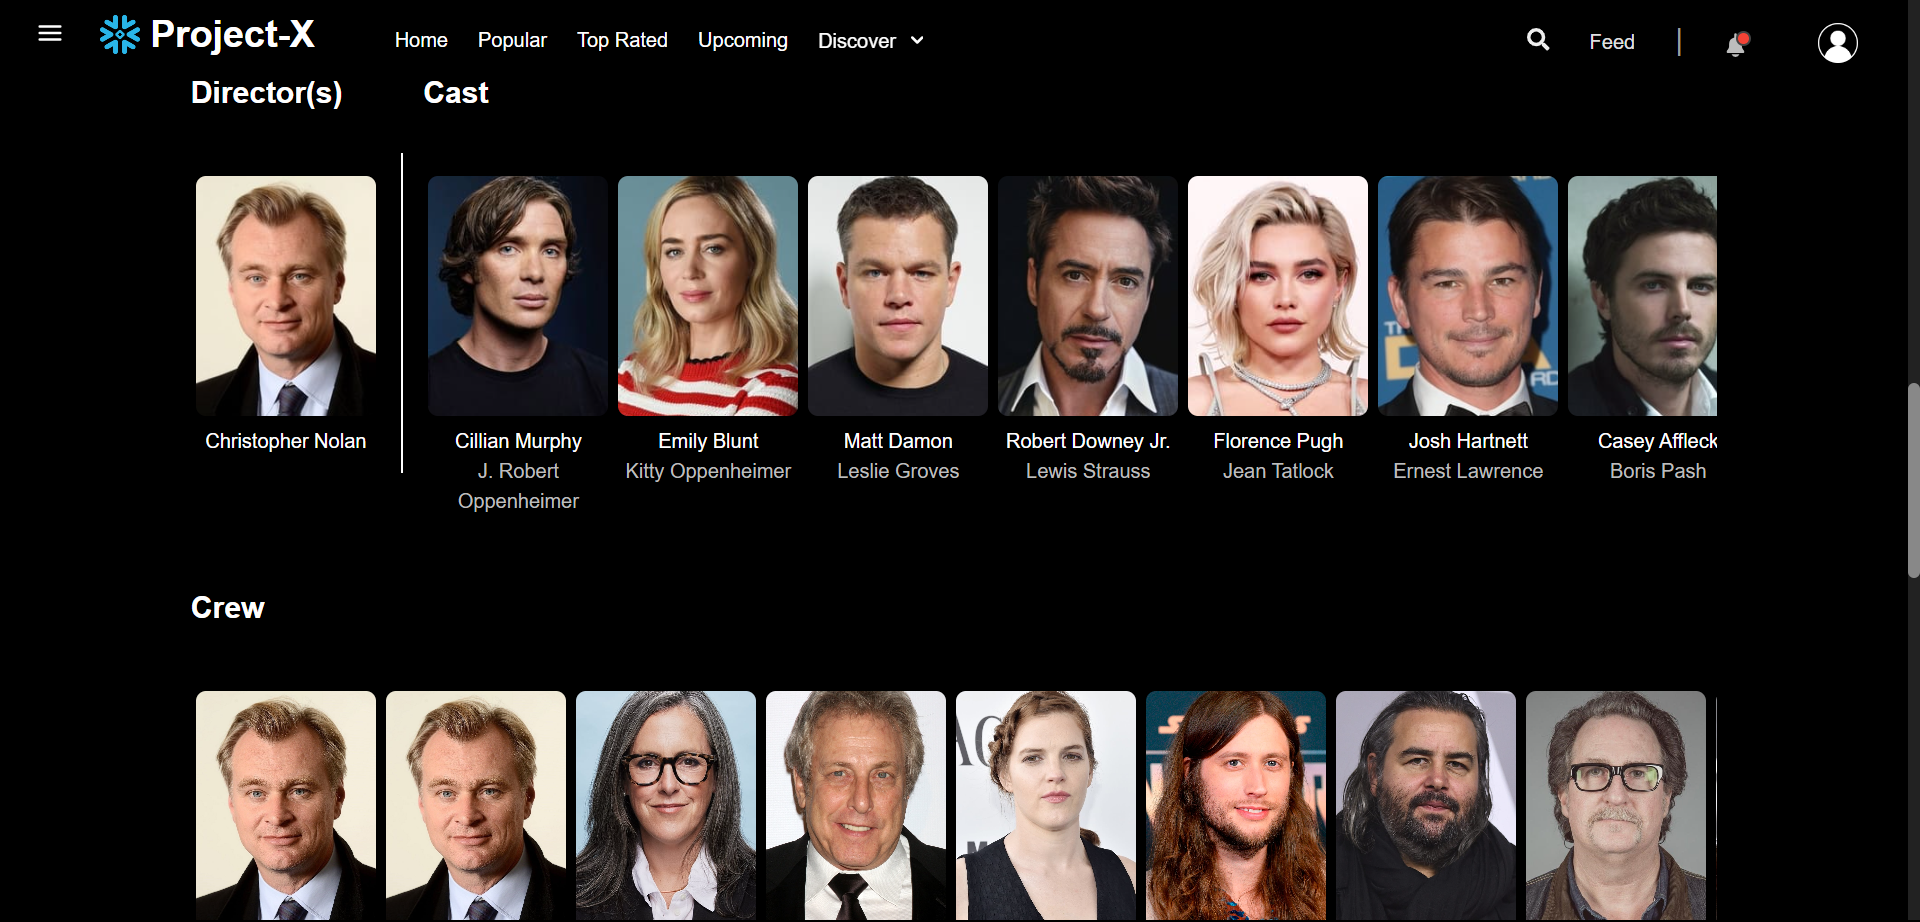 Project-X
Home Popular Top Rated Upcoming Discover Feed
Director(s) Cast
Christopher Nolan Cillian Murphy Emily Blunt Matt Damon Robert Downey Jr. Florence Pugh Josh Hartnett Casey Affleck
J. Robert Kitty Oppenheimer Leslie Groves Lewis Strauss Jean Tatlock Ernest Lawrence Boris Pash
Oppenheimer
Crew